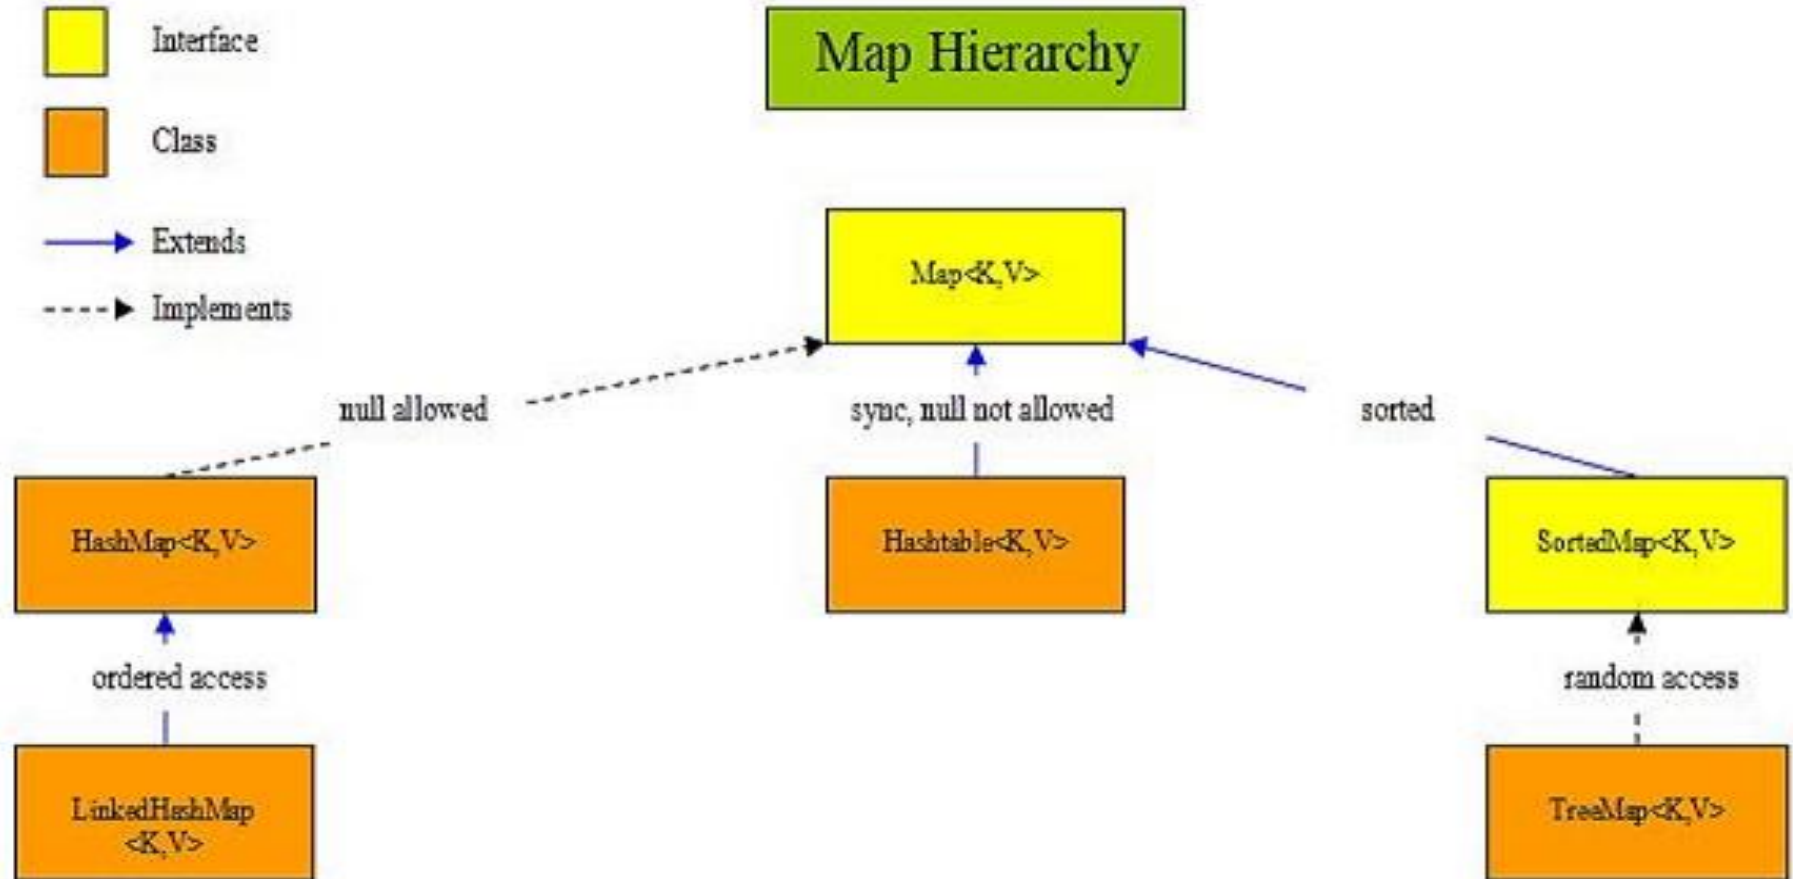 Interface
Map Hierarchy
Class
Extends
Implements
Map<K,V>
null allowed
sync, null not allowed
sorted
HashMap<K,V>
Hashtable<K,V>
SortedMap<K,V>
ordered access
random access
LinkedHashMap
<K,V>
TreeMap<K,V>